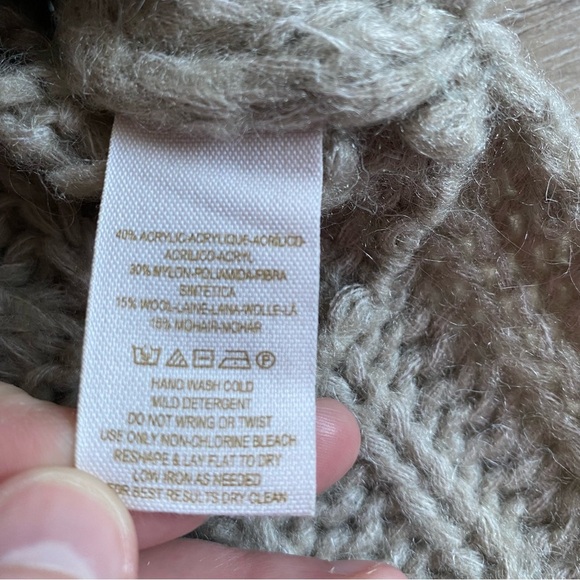 40% ACRYLIC-ACRYLIQUE-ACRÍLICO-
ACRILICO-ACRYL
30% NYLON-POLIAMIDA-FIBRA
SINTETICA
15% WOOL-LAINE-LANA-WOLLE-LÃ
15% MOHAIR-MOHAR
P
HAND WASH COLD
MILD DETERGENT
DO NOT WRING OR TWIST
USE ONLY NON-CHLORINE BLEACH
RESHAPE & LAY FLAT TO DRY
LOW IRON AS NEEDED
FOR BEST RESULTS DRY CLEAN